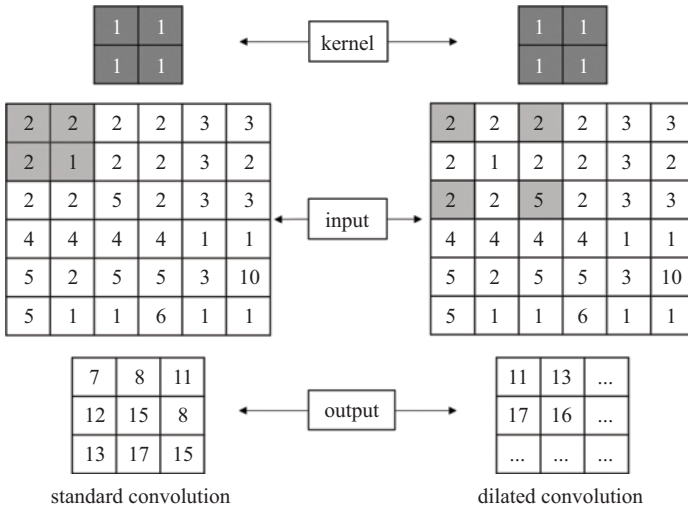 1 1 kernel 1 1
1 1 1 1
2 2 2 2 3 3 2 2 2 2 3 3
2 1 2 2 3 2 2 1 2 2 3 2
2 2 5 2 3 3 2 2 5 2 3 3
input
4 4 4 4 1 1 4 4 4 4 1 1
5 2 5 5 3 10 5 2 5 5 3 10
5 1 1 6 1 1 5 1 1 6 1 1
7 8 11 11 13 ...
12 15 8 output 17 16 ...
13 17 15 ... ... ...
standard convolution dilated convolution